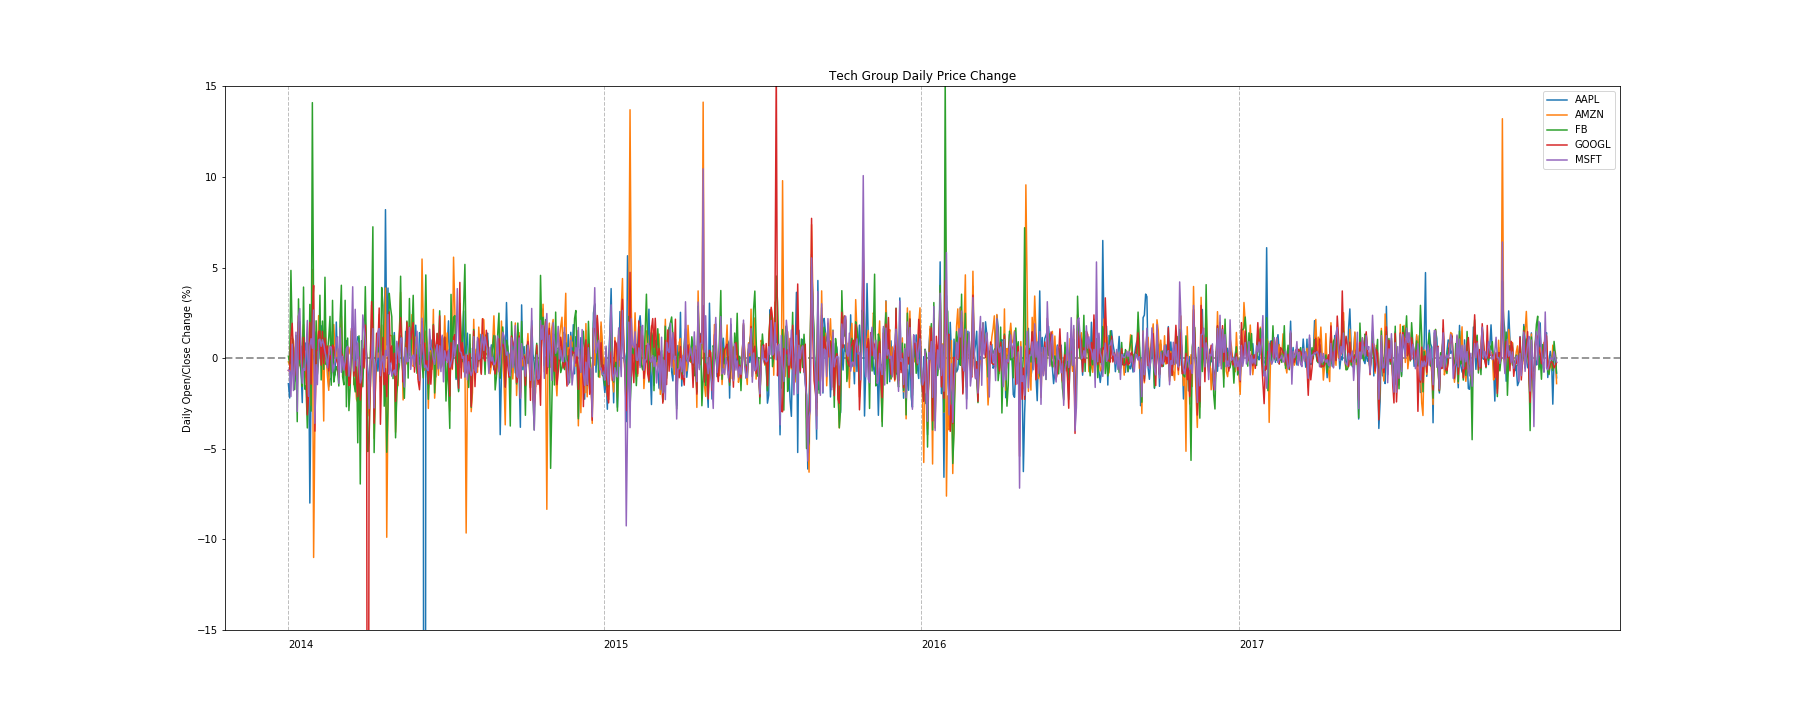 Tech Group Daily Price Change
Daily Open/Close Change (%)
15
10
5
0
−5
−10
−15
2014
2015
2016
2017
AAPL
AMZN
FB
GOOGL
MSFT